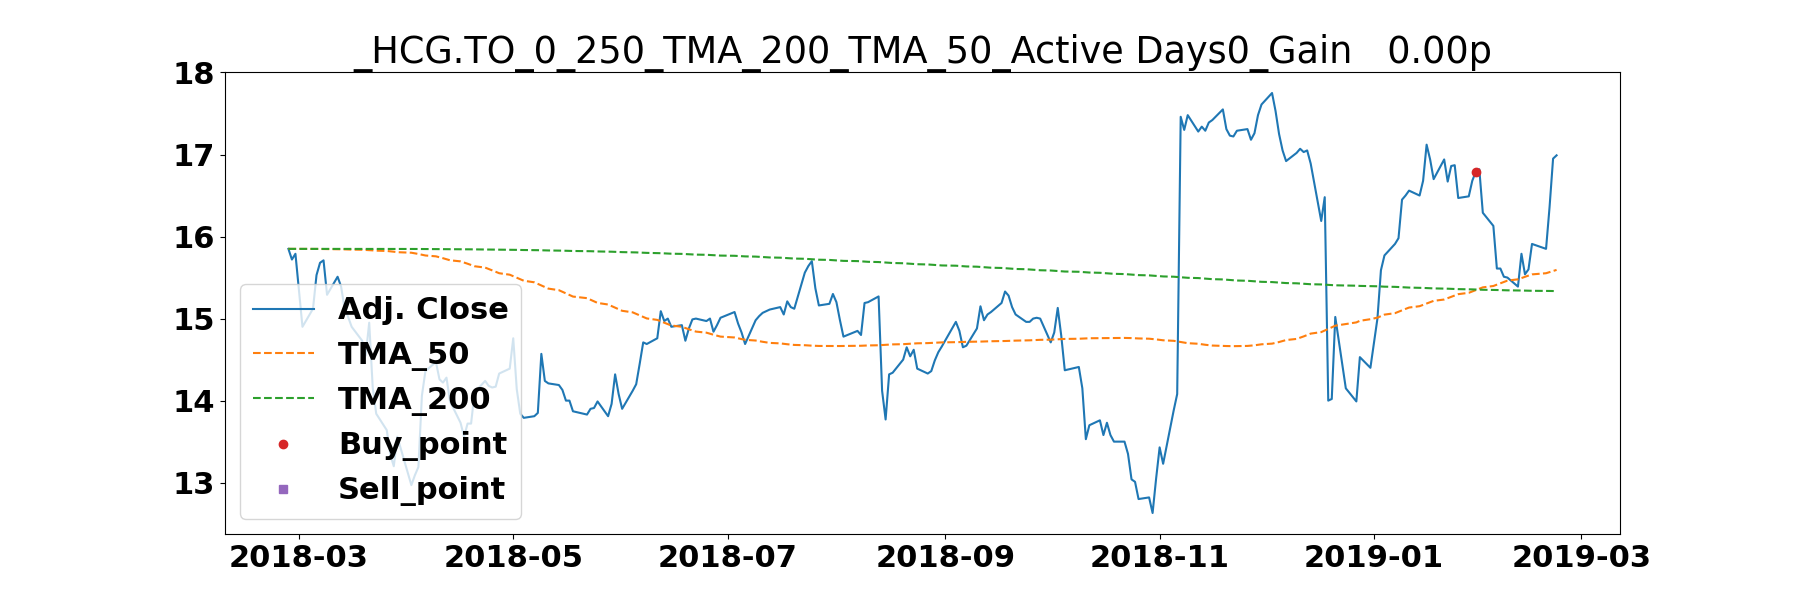 _HCG.TO_0_250_TMA_200_TMA_50_Active Days0_Gain   0.00p
18
17
16
15
14
13
Adj. Close
TMA_50
TMA_200
Buy_point
Sell_point
2018-03 2018-05 2018-07 2018-09 2018-11 2019-01 2019-03